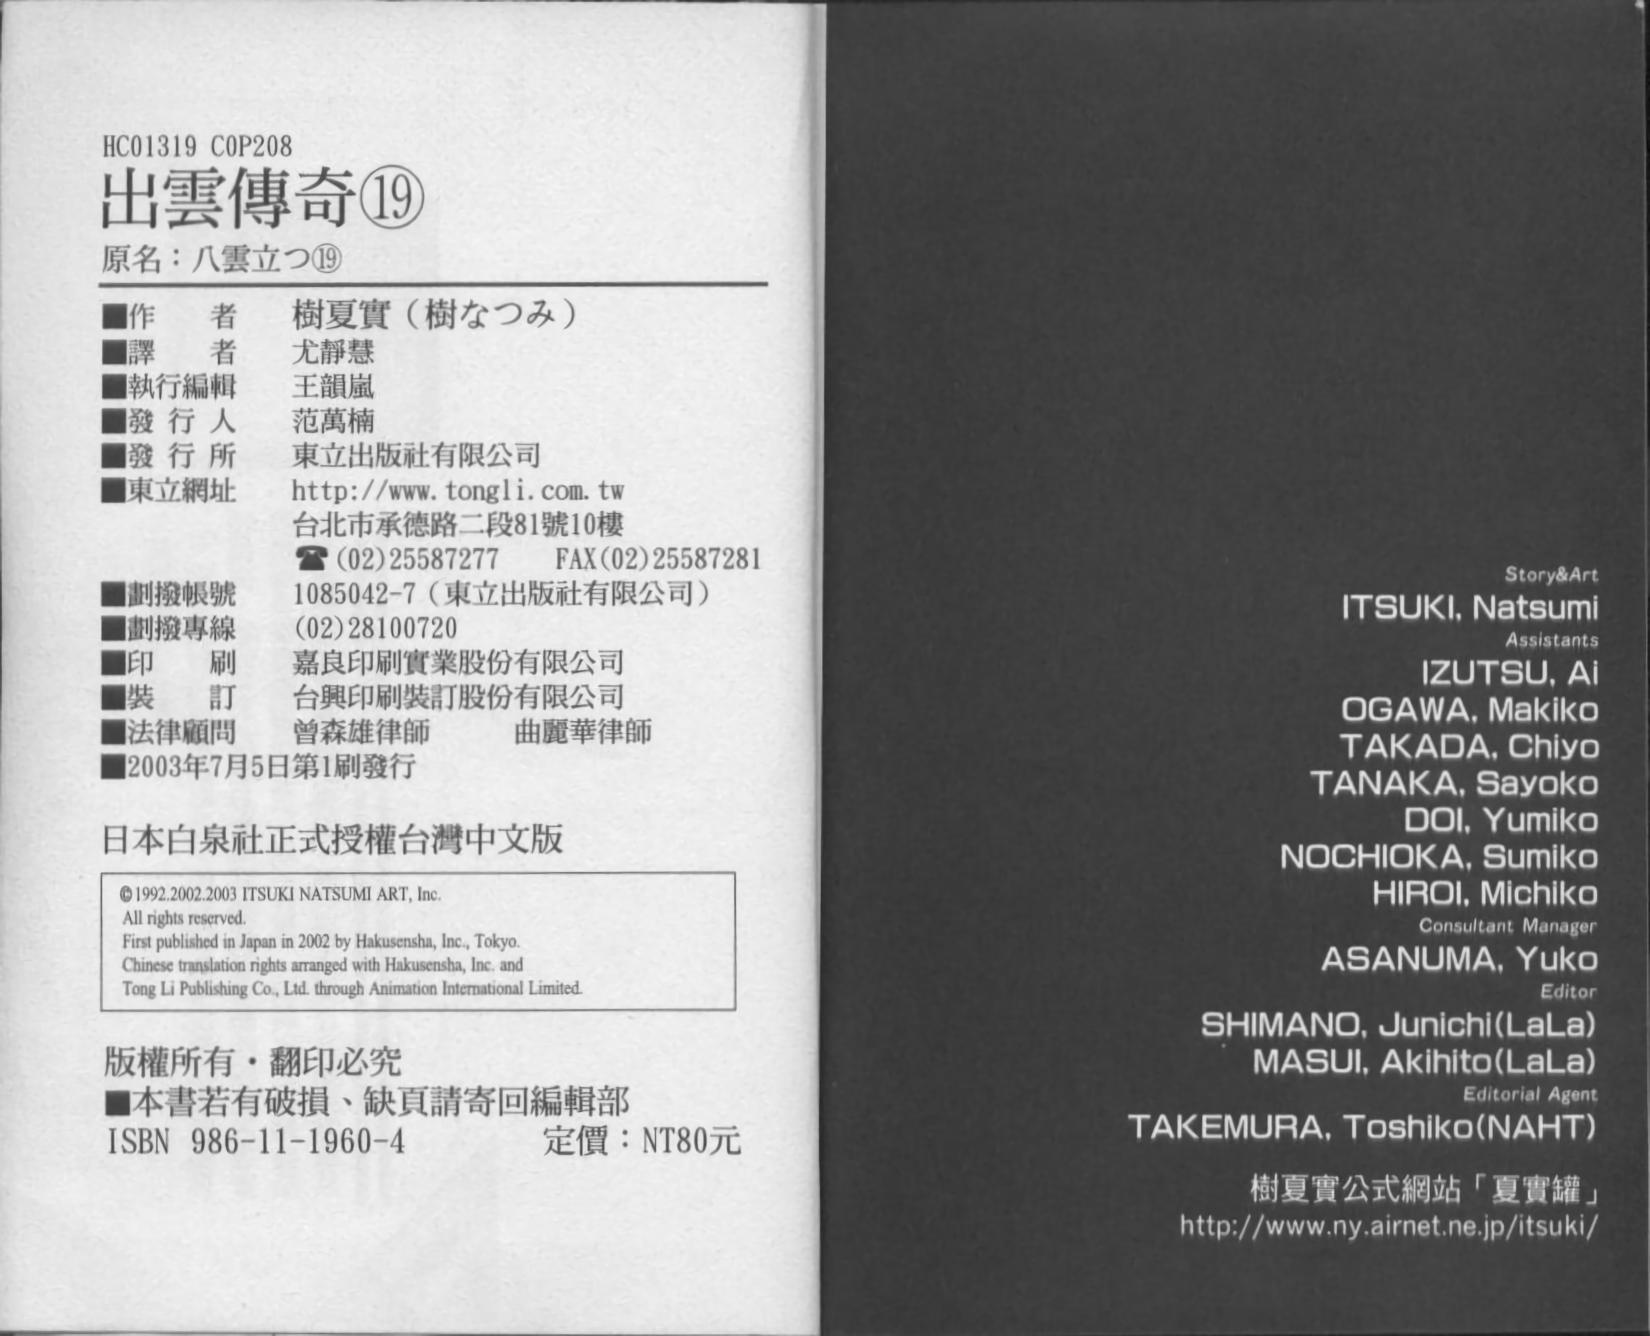 HC01319 C0P208
出雲傳奇⑲
原名：八雲立つ⑲
■作　　者　樹夏實（樹なつみ）
■譯　　者　尤靜慧
■執行編輯　王韻嵐
■發 行 人　范萬楠
■發 行 所　東立出版社有限公司
■東立網址　http://www.tongli.com.tw
台北市承德路二段81號10樓
☎(02)25587277　FAX(02)25587281
■劃撥帳號　1085042-7（東立出版社有限公司）
■劃撥專線　(02)28100720
■印　　刷　嘉良印刷實業股份有限公司
■裝　　訂　台興印刷裝訂股份有限公司
■法律顧問　曾森雄律師　曲麗華律師
■2003年7月5日第1刷發行
日本白泉社正式授權台灣中文版
©1992.2002.2003 ITSUKI NATSUMI ART, Inc.
All rights reserved.
First published in Japan in 2002 by Hakusensha, Inc., Tokyo.
Chinese translation rights arranged with Hakusensha, Inc. and
Tong Li Publishing Co., Ltd. through Animation International Limited.
版權所有・翻印必究
■本書若有破損、缺頁請寄回編輯部
ISBN 986-11-1960-4　定價：NT80元
Story&Art
ITSUKI, Natsumi
Assistants
IZUTSU, Ai
OGAWA, Makiko
TAKADA, Chiyo
TANAKA, Sayoko
DOI, Yumiko
NOCHIOKA, Sumiko
HIROI, Michiko
Consultant Manager
ASANUMA, Yuko
Editor
SHIMANO, Junichi(LaLa)
MASUI, Akihito(LaLa)
Editorial Agent
TAKEMURA, Toshiko(NAHT)
樹夏實公式網站「夏實罐」
http://www.ny.airnet.ne.jp/itsuki/